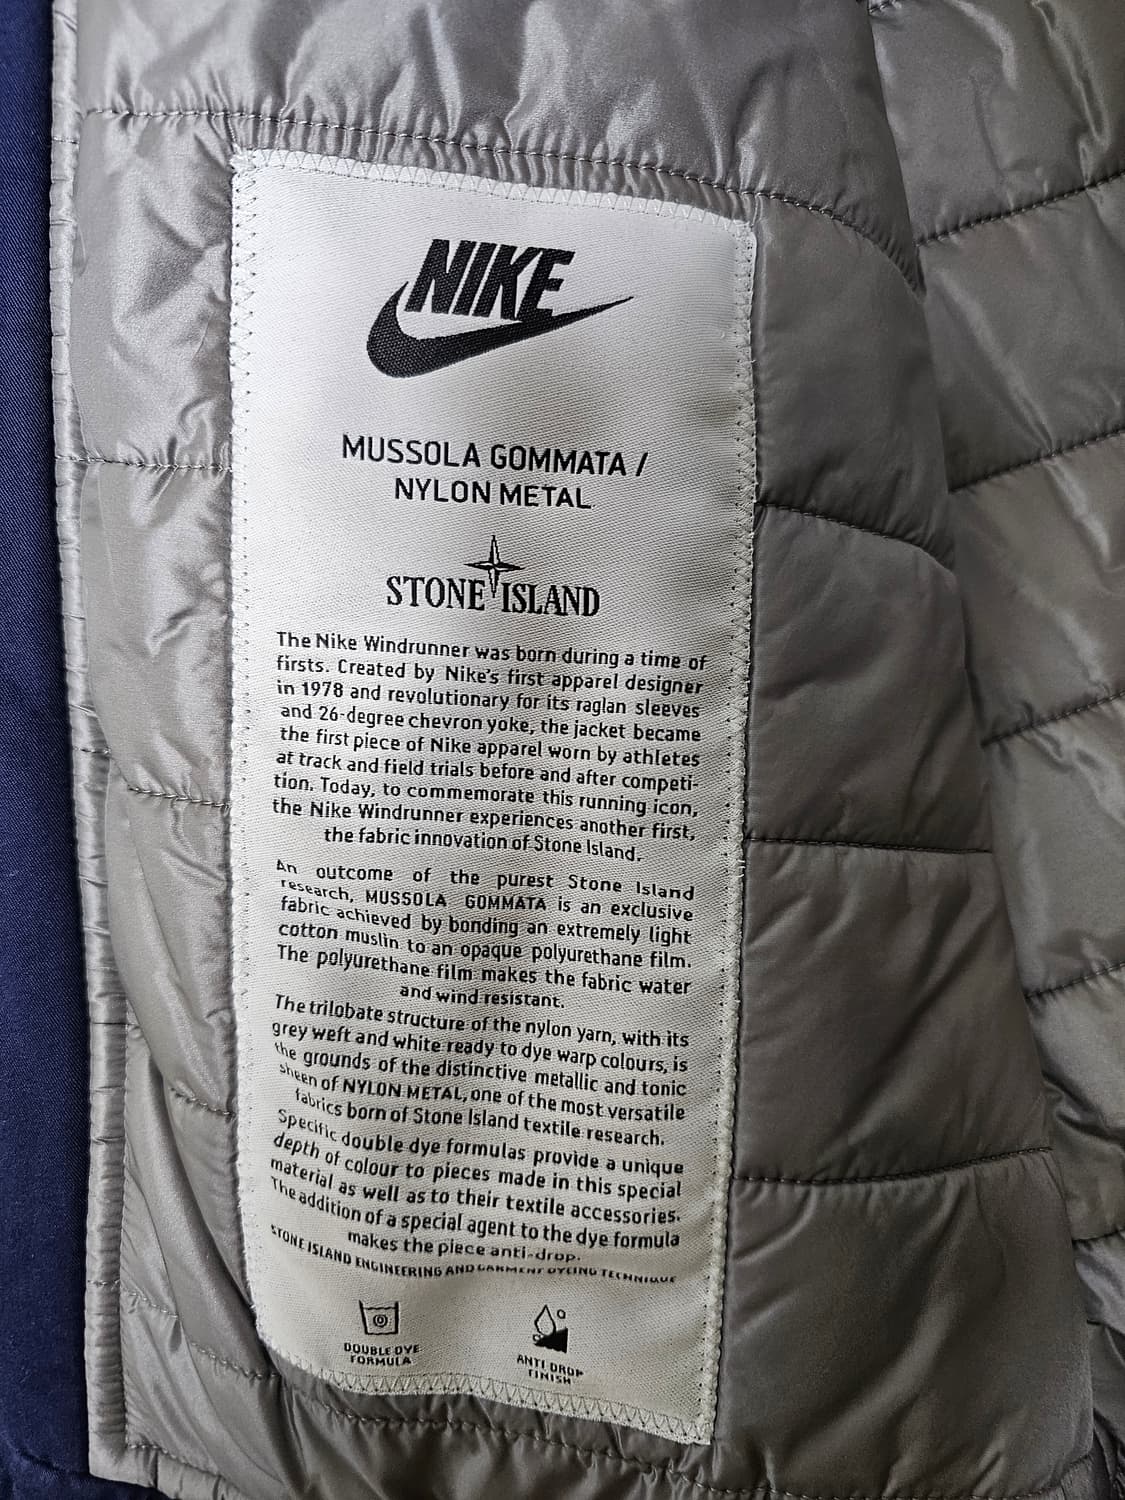 NIKE
MUSSOLA GOMMATA /
NYLON METAL
STONE ISLAND
The Nike Windrunner was born during a time of
firsts. Created by Nike's first apparel designer
in 1978 and revolutionary for its raglan sleeves
and 26-degree chevron yoke, the jacket became
the first piece of Nike apparel worn by athletes
at track and field trials before and after competi-
tion. Today, to commemorate this running icon,
the Nike Windrunner experiences another first,
the fabric innovation of Stone Island.
An outcome of the purest Stone Island
research, MUSSOLA GOMMATA is an exclusive
fabric achieved by bonding an extremely light
cotton muslin to an opaque polyurethane film.
The polyurethane film makes the fabric water
and wind resistant.
The trilobate structure of the nylon yarn, with its
grey weft and white ready to dye warp colours, is
the grounds of the distinctive metallic and tonic
sheen of NYLON METAL, one of the most versatile
fabrics born of Stone Island textile research.
Specific double dye formulas provide a unique
depth of colour to pieces made in this special
material as well as to their textile accessories.
The addition of a special agent to the dye formula
makes the piece anti-drop.
STONE ISLAND ENGINEERING AND GARMENT DYEING TECHNIQUE
DOUBLE DYE
FORMULA
ANTI DROP
FINISH